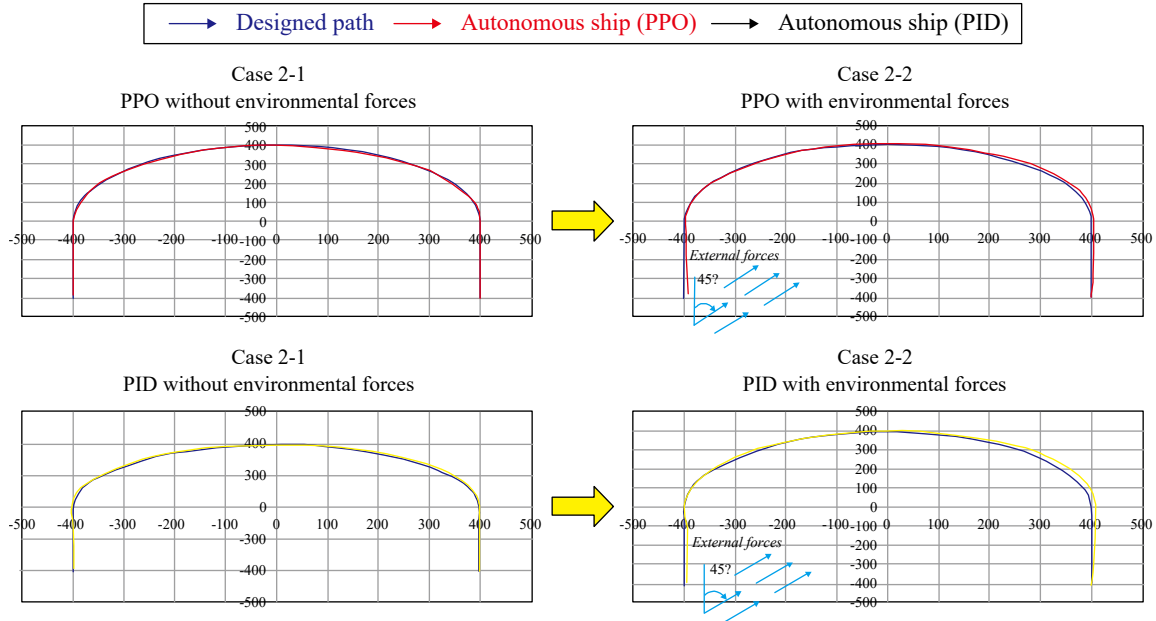 Designed path
Autonomous ship (PPO)
Autonomous ship (PID)
Case 2-1
PPO without environmental forces
500
400
300
200
100
-500 -400 -300 -200 -100 0 100 200 300 400 500
-100
-200
-300
-400
-500
Case 2-2
PPO with environmental forces
500
400
300
200
100
0
-500 -400 -300 -200 -100 0 100 200 300 400 500
-100
-200
-300
-400
-500
External forces
45?
Case 2-1
PID without environmental forces
500
400
300
0
-500 -400 -300 -200 -100 0 100 200 300 400 500
-300
-400
-500
Case 2-2
PID with environmental forces
500
400
300
200
100
0
-500 -400 -300 -200 -100 0 100 200 300 400 500
-100
-200
-300
-400
-500
External forces
45?